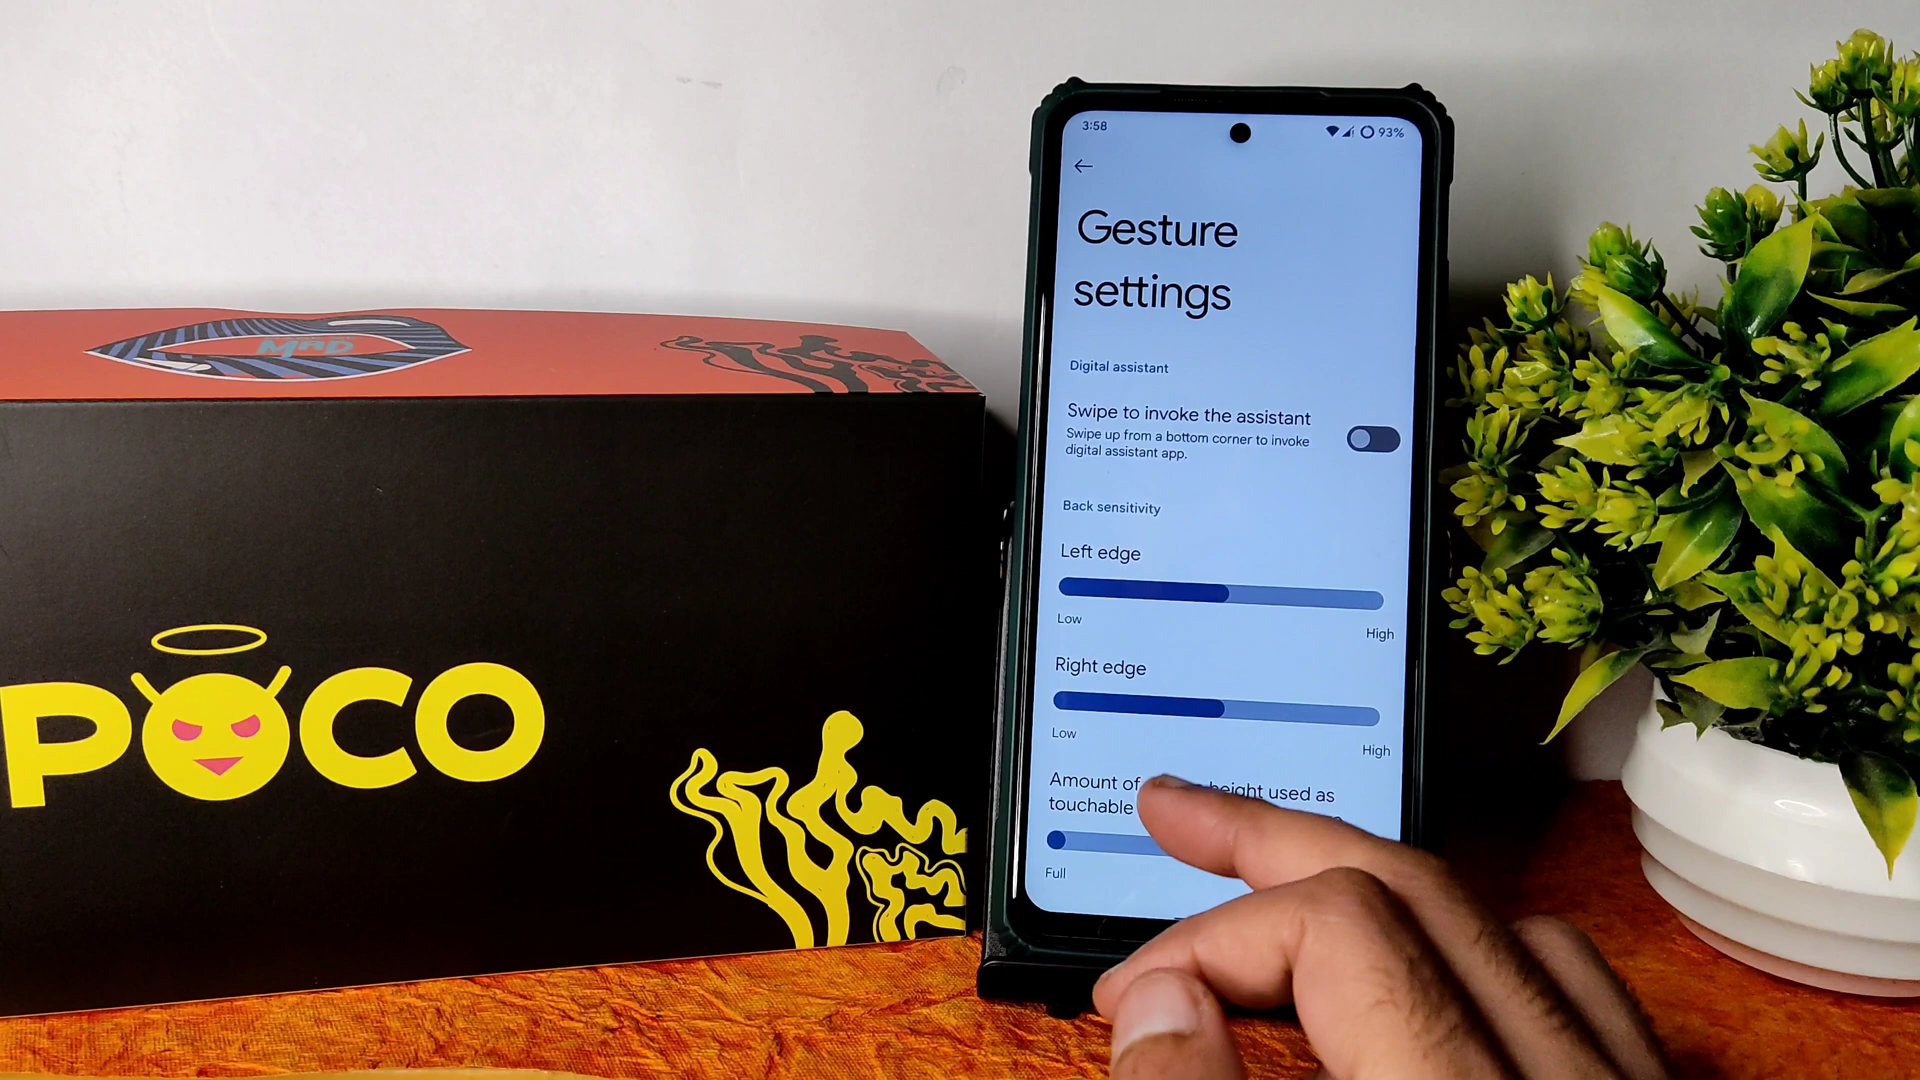 MnD
POCO
3:58
93%
Gesture
settings
Digital assistant
Swipe to invoke the assistant
Swipe up from a bottom corner to invoke
digital assistant app.
Back sensitivity
Left edge
Low
High
Right edge
Low
High
Amount of height used as
touchable
Full